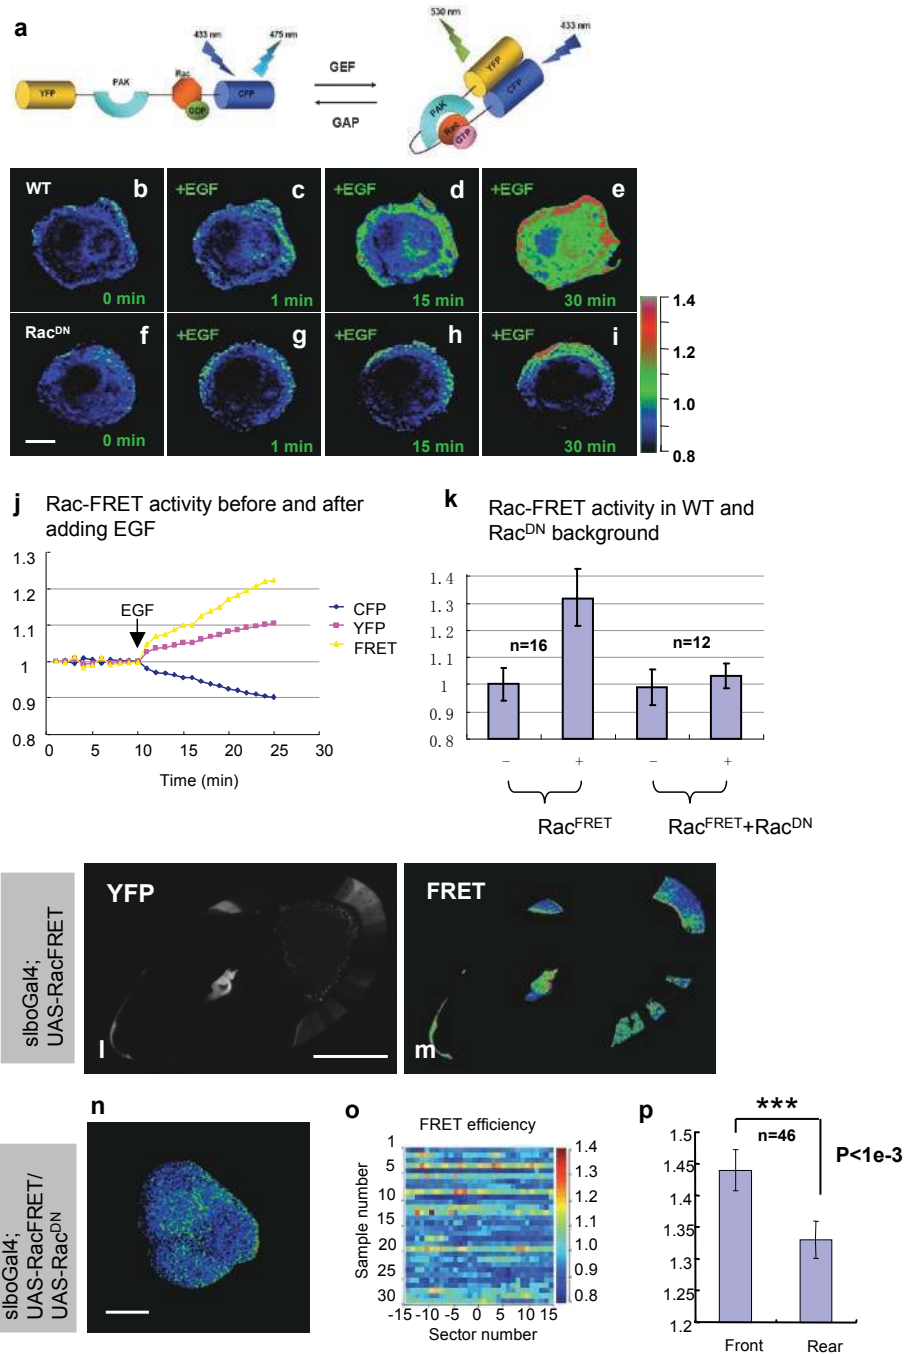 a
433 nm
475 nm
530 nm
433 nm
YFP
PAK
Rac
GDP
CFP
GEF
GAP
YFP
CFP
PAK
Rac
GTP
WT
b
0 min
+EGF
c
1 min
+EGF
d
15 min
+EGF
e
30 min
Rac^DN
f
0 min
+EGF
g
1 min
+EGF
h
15 min
+EGF
i
30 min
1.4
1.2
1.0
0.8
j
Rac-FRET activity before and after
adding EGF
1.3
1.2
1.1
1
0.9
0.8
EGF
CFP
YFP
FRET
0 5 10 15 20 25 30
Time (min)
k
Rac-FRET activity in WT and
Rac^DN background
1.4
1.3
1.2
1.1
1
0.9
0.8
n=16
n=12
− + − +
Rac^FRET
Rac^FRET+Rac^DN
slboGal4;
UAS-RacFRET
YFP
l
FRET
m
slboGal4;
UAS-RacFRET/
UAS-Rac^DN
n
o
FRET efficiency
Sample number
1
5
10
15
20
25
30
-15 -10 -5 0 5 10 15
Sector number
1.4
1.3
1.2
1.1
1.0
0.9
0.8
p
***
n=46
P<1e-3
1.5
1.45
1.4
1.35
1.3
1.25
1.2
Front
Rear